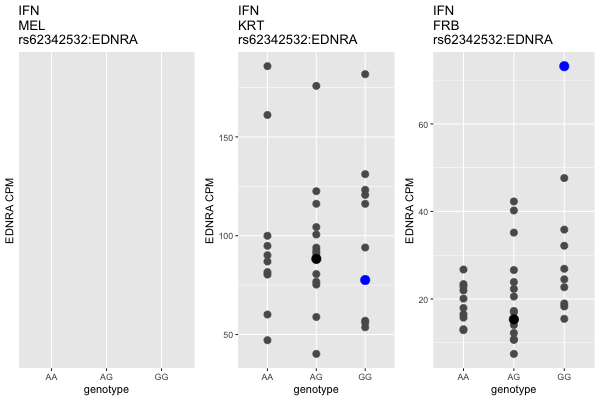 IFN
MEL
rs62342532:EDNRA
EDNRA CPM
AA AG GG
genotype
IFN
KRT
rs62342532:EDNRA
EDNRA CPM
150
100
50
AA AG GG
genotype
IFN
FRB
rs62342532:EDNRA
EDNRA CPM
60
40
20
AA AG GG
genotype